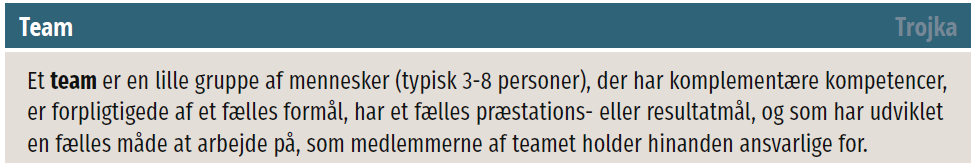 Team
Trojka
Et team er en lille gruppe af mennesker (typisk 3-8 personer), der har komplementære kompetencer,
er forpligtigede af et fælles formål, har et fælles præstations- eller resultatmål, og som har udviklet
en fælles måde at arbejde på, som medlemmerne af teamet holder hinanden ansvarlige for.